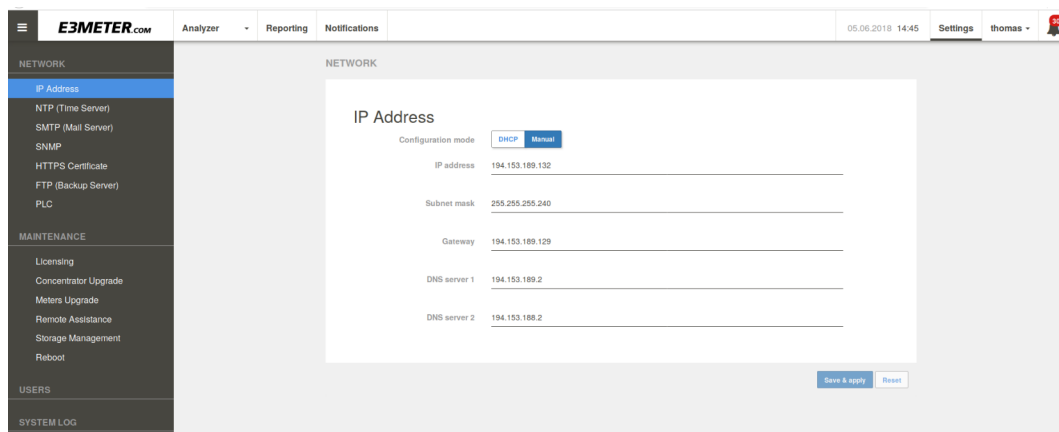 E3METER.COM
Analyzer
Reporting
Notifications
05.06.2018 14:45
Settings
thomas
30
NETWORK
IP Address
NTP (Time Server)
SMTP (Mail Server)
SNMP
HTTPS Certificate
FTP (Backup Server)
PLC
MAINTENANCE
Licensing
Concentrator Upgrade
Meters Upgrade
Remote Assistance
Storage Management
Reboot
USERS
SYSTEM LOG
NETWORK
IP Address
Configuration mode DHCP Manual
IP address 194.153.189.132
Subnet mask 255.255.255.240
Gateway 194.153.189.129
DNS server 1 194.153.189.2
DNS server 2 194.153.188.2
Save & apply Reset